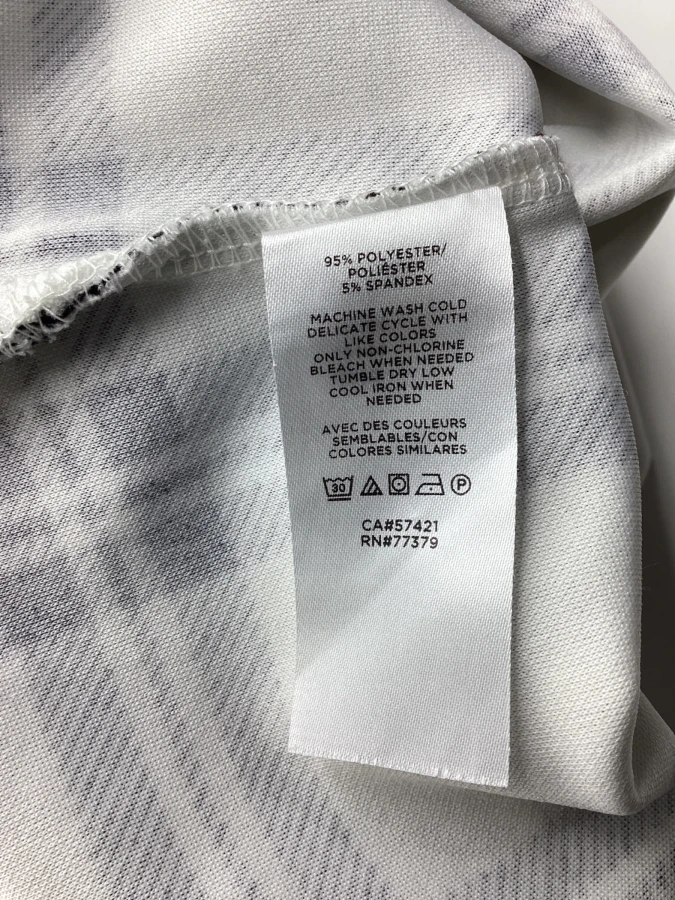 95% POLYESTER/
POLIÉSTER
5% SPANDEX
MACHINE WASH COLD
DELICATE CYCLE WITH
LIKE COLORS
ONLY NON-CHLORINE
BLEACH WHEN NEEDED
TUMBLE DRY LOW
COOL IRON WHEN
NEEDED
AVEC DES COULEURS
SEMBLABLES/CON
COLORES SIMILARES
30 P
CA#57421
RN#77379